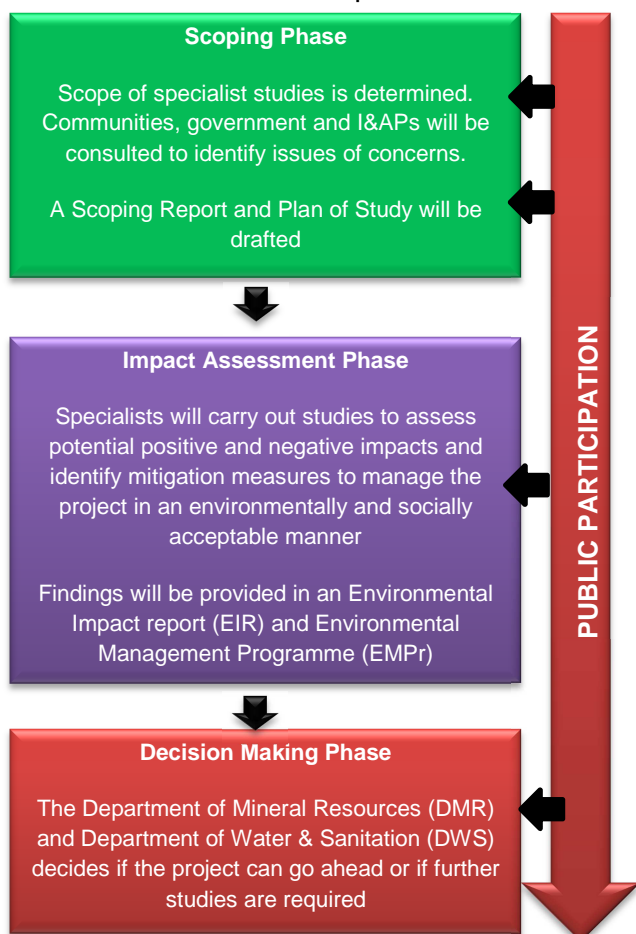 Scoping Phase
Scope of specialist studies is determined.
Communities, government and I&APs will be
consulted to identify issues of concerns.
A Scoping Report and Plan of Study will be
drafted
Impact Assessment Phase
Specialists will carry out studies to assess
potential positive and negative impacts and
identify mitigation measures to manage the
project in an environmentally and socially
acceptable manner
Findings will be provided in an Environmental
Impact report (EIR) and Environmental
Management Programme (EMPr)
Decision Making Phase
The Department of Mineral Resources (DMR)
and Department of Water & Sanitation (DWS)
decides if the project can go ahead or if further
studies are required
PUBLIC PARTICIPATION